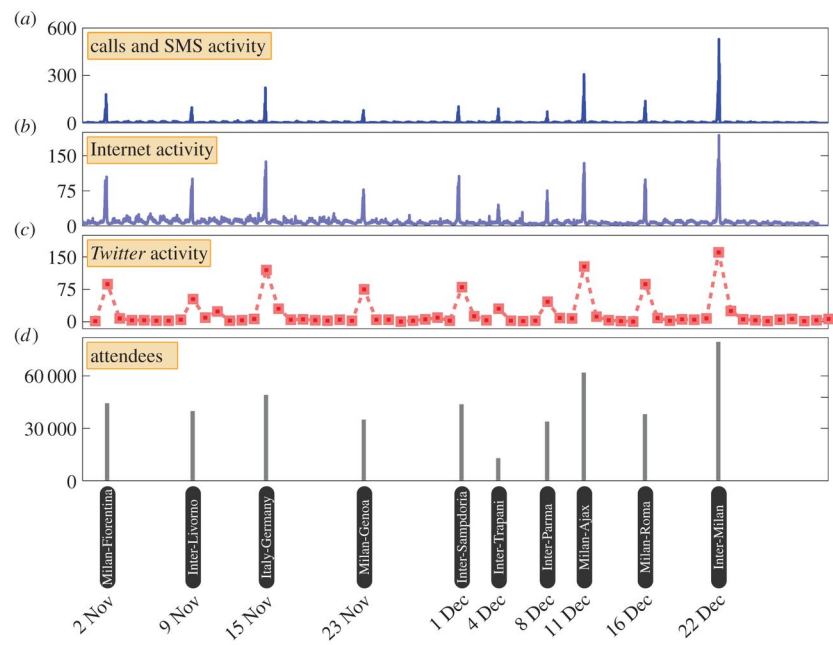 (a)
600
calls and SMS activity
300
0
(b)
150
Internet activity
75
0
(c)
150
Twitter activity
75
0
(d)
attendees
60 000
30 000
0
Milan-Fiorentina
Inter-Livorno
Italy-Germany
Milan-Genoa
Inter-Sampdoria
Inter-Trapani
Inter-Parma
Milan-Ajax
Milan-Roma
Inter-Milan
2 Nov
9 Nov
15 Nov
23 Nov
1 Dec
4 Dec
8 Dec
11 Dec
16 Dec
22 Dec